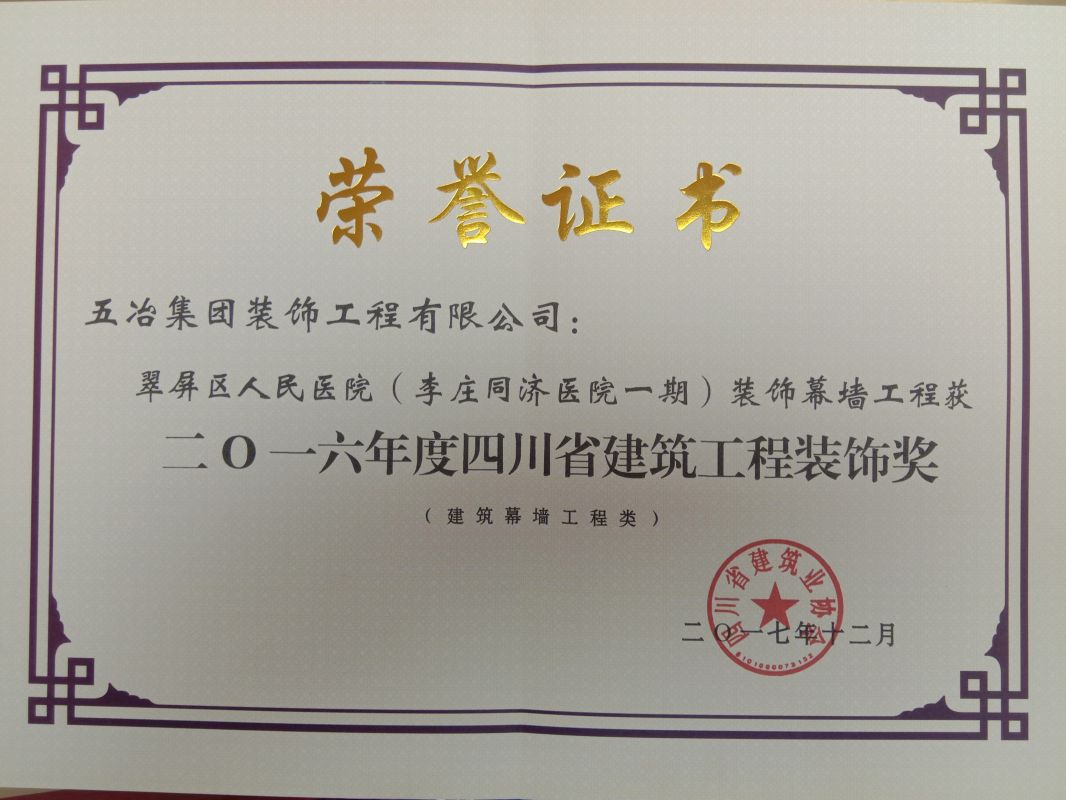 荣誉证书
五冶集团装饰工程有限公司：
翠屏区人民医院（李庄同济医院一期）装饰幕墙工程获
二O一六年度四川省建筑工程装饰奖
（建筑幕墙工程类）
四川省建筑业协会
二O一七年十二月